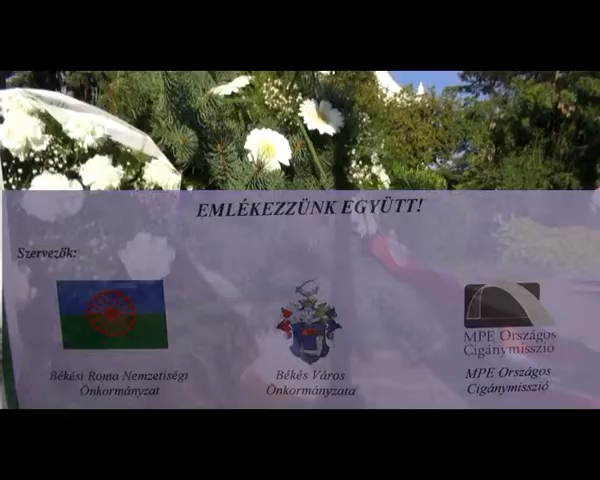 EMLÉKEZZÜNK EGYÜTT!
Szervezők:
MPE Országos
Cigánymisszió
Békési Roma Nemzetiségi
Önkormányzat
Békés Város
Önkormányzata
MPE Országos
Cigánymisszió